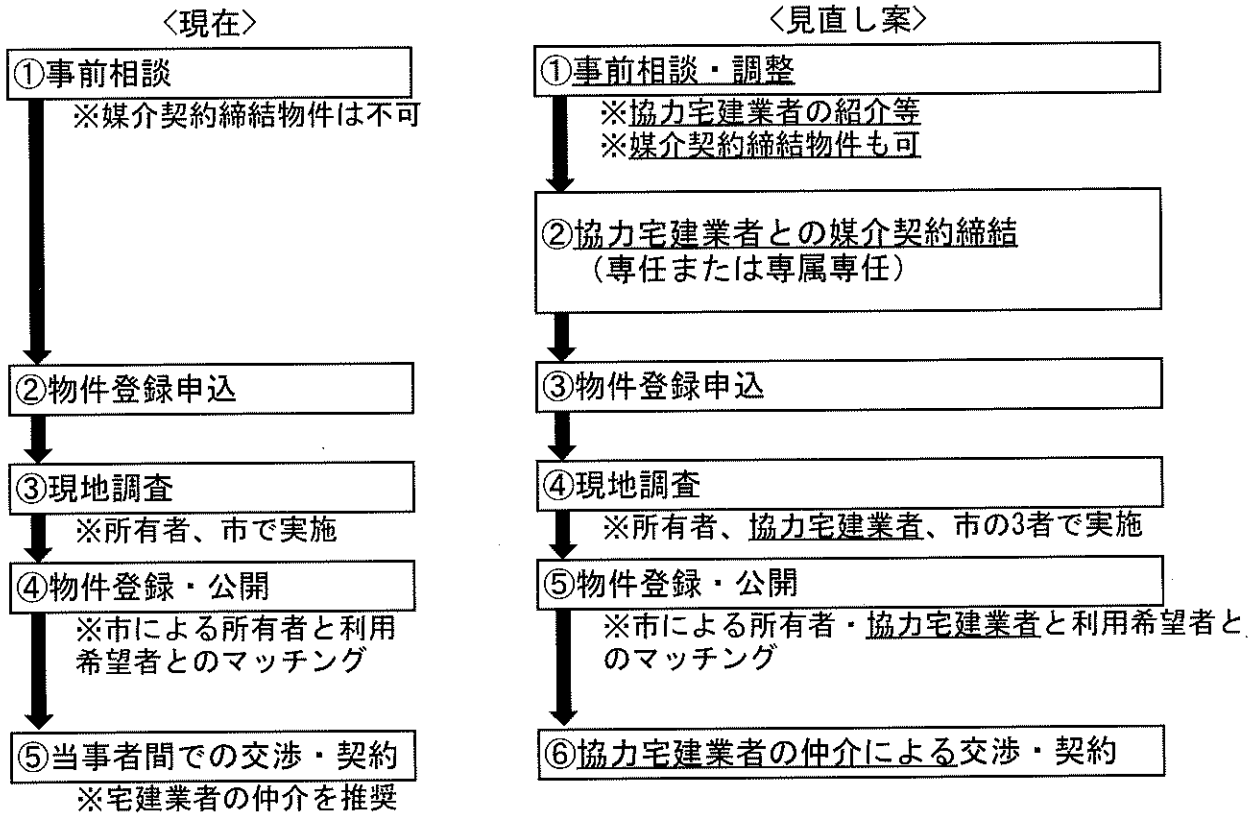 〈現在〉
①事前相談
※媒介契約締結物件は不可
②物件登録申込
③現地調査
※所有者、市で実施
④物件登録・公開
※市による所有者と利用
希望者とのマッチング
⑤当事者間での交渉・契約
※宅建業者の仲介を推奨
〈見直し案〉
①事前相談・調整
※協力宅建業者の紹介等
※媒介契約締結物件も可
②協力宅建業者との媒介契約締結
（専任または専属専任）
③物件登録申込
④現地調査
※所有者、協力宅建業者、市の3者で実施
⑤物件登録・公開
※市による所有者・協力宅建業者と利用希望者と
のマッチング
⑥協力宅建業者の仲介による交渉・契約